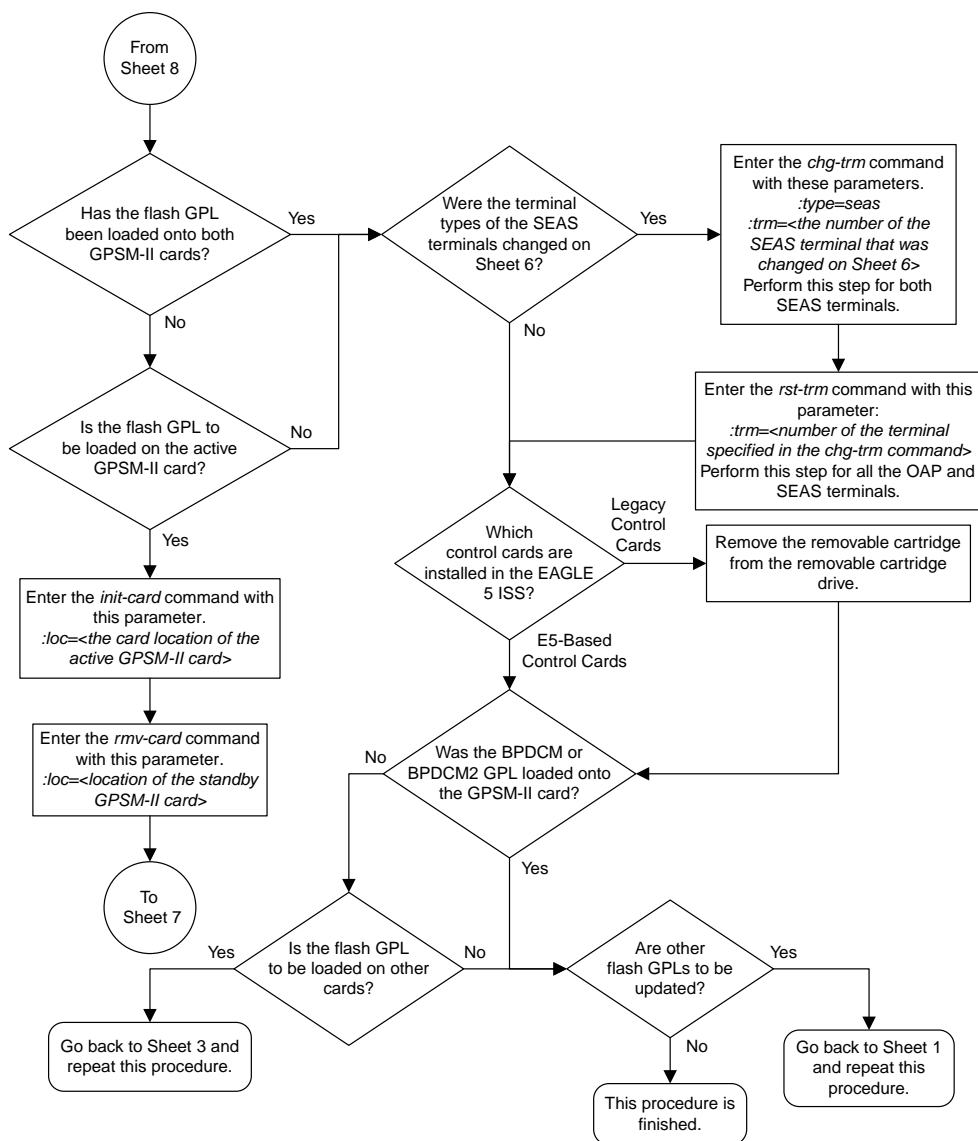 From
Sheet 8
Has the flash GPL
been loaded onto both
GPSM-II cards?
Yes
No
Is the flash GPL to
be loaded on the active
GPSM-II card?
No
Yes
Enter the init-card command with
this parameter.
:loc=<the card location of the
active GPSM-II card>
Enter the rmv-card command
with this parameter.
:loc=<location of the standby
GPSM-II card>
To
Sheet 7
Were the terminal
types of the SEAS
terminals changed on
Sheet 6?
Yes
No
Enter the chg-trm command
with these parameters.
:type=seas
:trm=<the number of the
SEAS terminal that was
changed on Sheet 6>
Perform this step for both
SEAS terminals.
Enter the rst-trm command with this
parameter:
:trm=<number of the terminal
specified in the chg-trm command>
Perform this step for all the OAP and
SEAS terminals.
Which
control cards are
installed in the EAGLE
5 ISS?
Legacy
Control
Cards
Remove the removable cartridge
from the removable cartridge
drive.
E5-Based
Control Cards
Was the BPDCM or
BPDCM2 GPL loaded onto
the GPSM-II card?
No
Yes
Is the flash GPL
to be loaded on other
cards?
Yes
No
Go back to Sheet 3 and
repeat this procedure.
Are other
flash GPLs to be
updated?
Yes
No
Go back to Sheet 1
and repeat this
procedure.
This procedure is
finished.